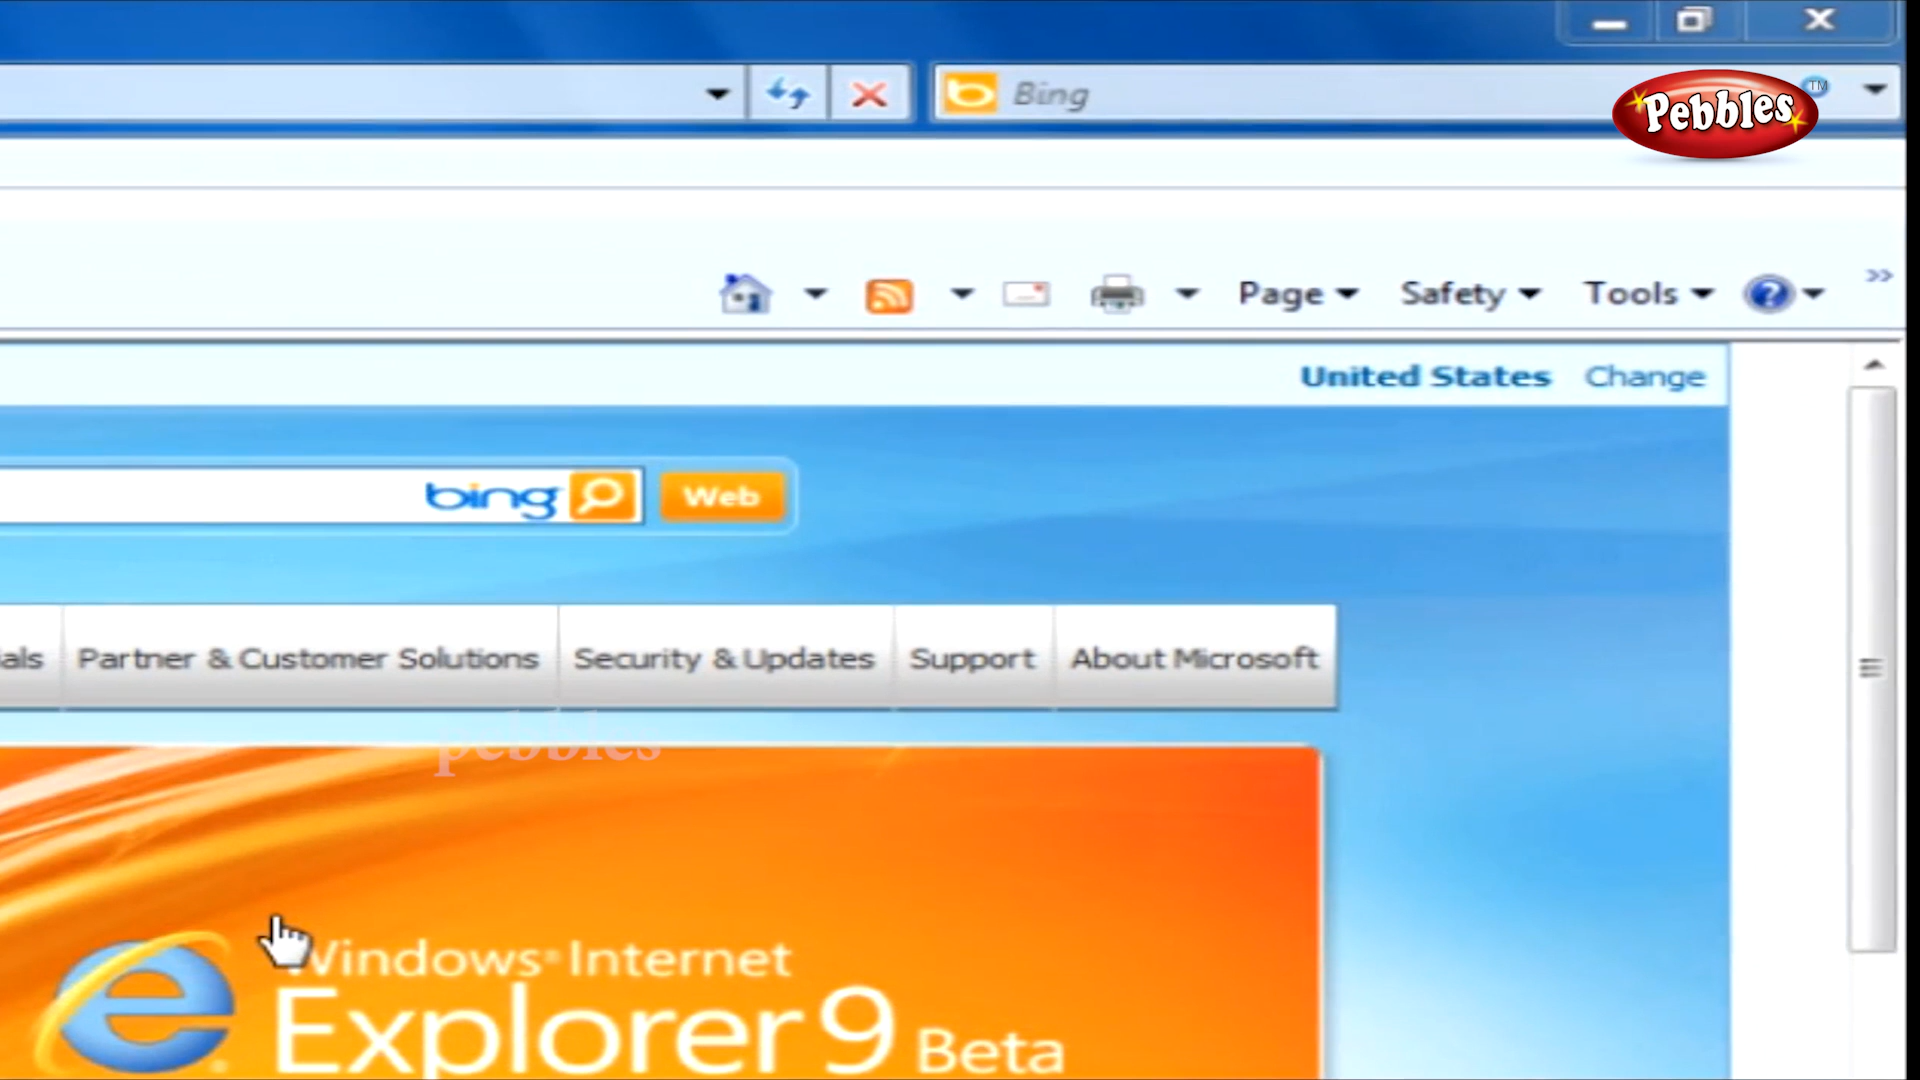 Bing
Pebbles TM
Page Safety Tools ?
United States Change
bing Web
als Partner & Customer Solutions Security & Updates Support About Microsoft
pebbles
Windows® Internet
Explorer 9 Beta